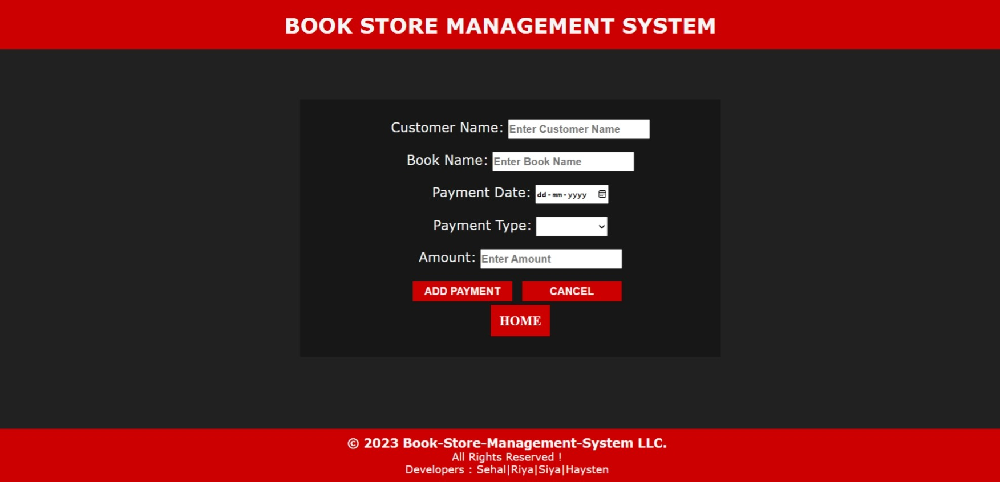 BOOK STORE MANAGEMENT SYSTEM
Customer Name: Enter Customer Name
Book Name: Enter Book Name
Payment Date: dd-mm-yyyy
Payment Type:
Amount: Enter Amount
ADD PAYMENT CANCEL
HOME
© 2023 Book-Store-Management-System LLC.
All Rights Reserved !
Developers : Sehal|Riya|Siya|Haysten